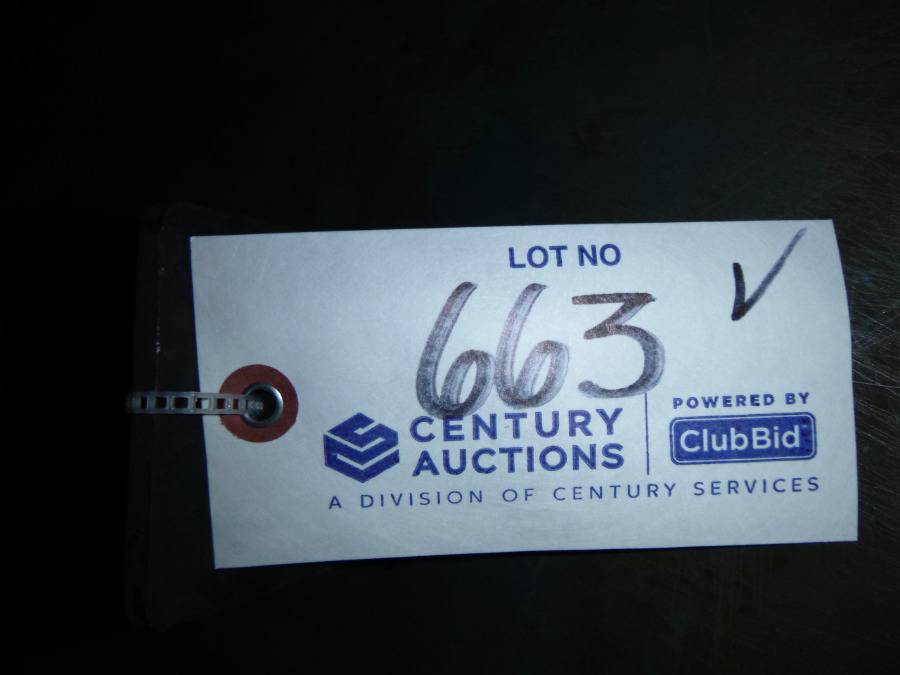 LOT NO
663 ✓
CENTURY
AUCTIONS
POWERED BY
ClubBid
A DIVISION OF CENTURY SERVICES